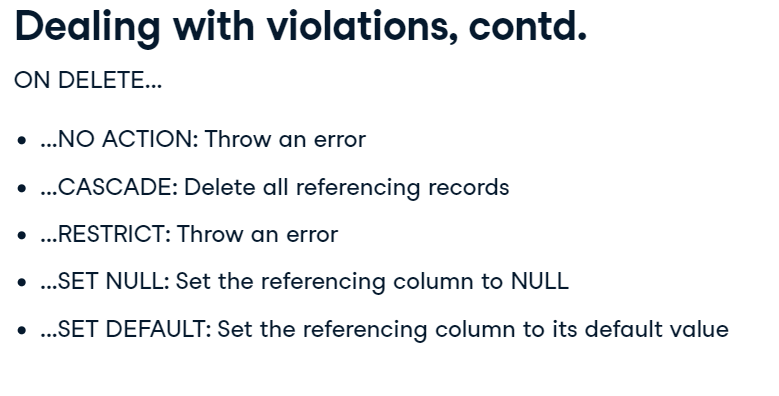 Dealing with violations, contd.
ON DELETE...
• ...NO ACTION: Throw an error
• ...CASCADE: Delete all referencing records
• ...RESTRICT: Throw an error
• ...SET NULL: Set the referencing column to NULL
• ...SET DEFAULT: Set the referencing column to its default value